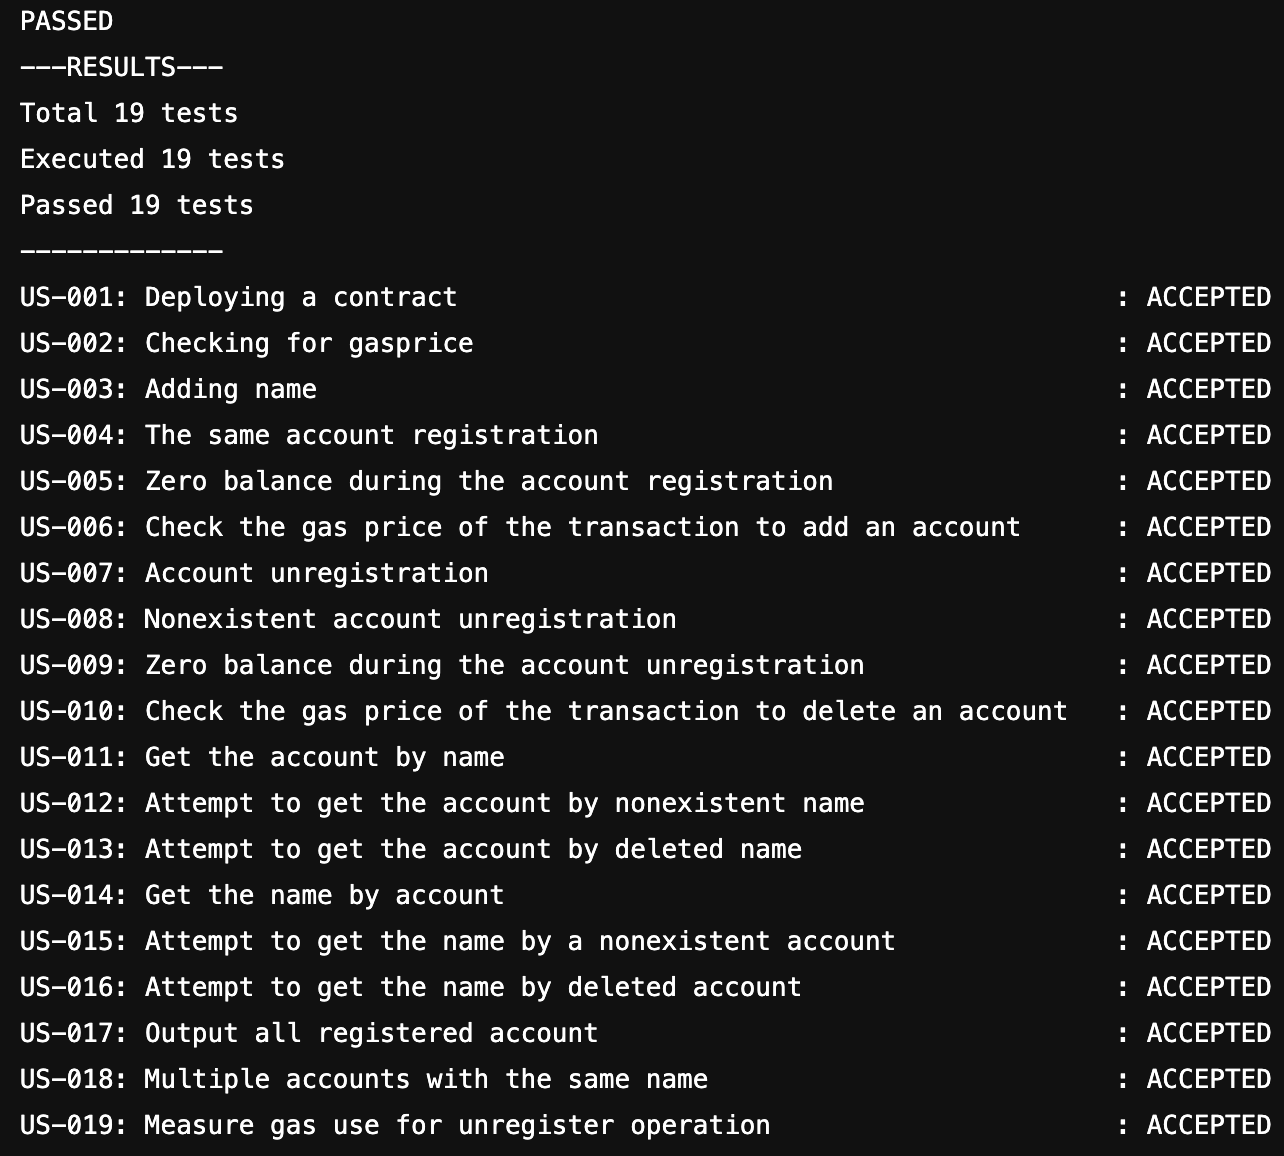 PASSED
---RESULTS---
Total 19 tests
Executed 19 tests
Passed 19 tests
-------------
US-001: Deploying a contract : ACCEPTED
US-002: Checking for gasprice : ACCEPTED
US-003: Adding name : ACCEPTED
US-004: The same account registration : ACCEPTED
US-005: Zero balance during the account registration : ACCEPTED
US-006: Check the gas price of the transaction to add an account : ACCEPTED
US-007: Account unregistration : ACCEPTED
US-008: Nonexistent account unregistration : ACCEPTED
US-009: Zero balance during the account unregistration : ACCEPTED
US-010: Check the gas price of the transaction to delete an account : ACCEPTED
US-011: Get the account by name : ACCEPTED
US-012: Attempt to get the account by nonexistent name : ACCEPTED
US-013: Attempt to get the account by deleted name : ACCEPTED
US-014: Get the name by account : ACCEPTED
US-015: Attempt to get the name by a nonexistent account : ACCEPTED
US-016: Attempt to get the name by deleted account : ACCEPTED
US-017: Output all registered account : ACCEPTED
US-018: Multiple accounts with the same name : ACCEPTED
US-019: Measure gas use for unregister operation : ACCEPTED